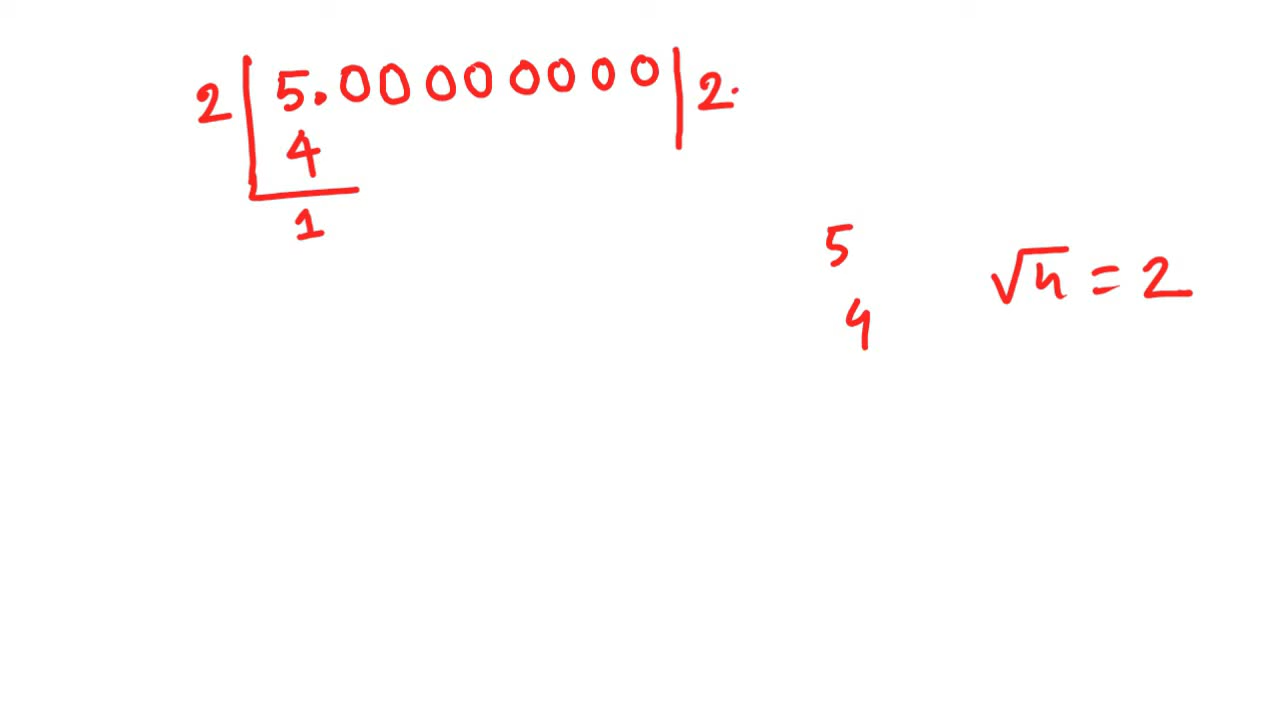 2 | 5.00000000 | 2.
4
1
5
√4 = 2
4